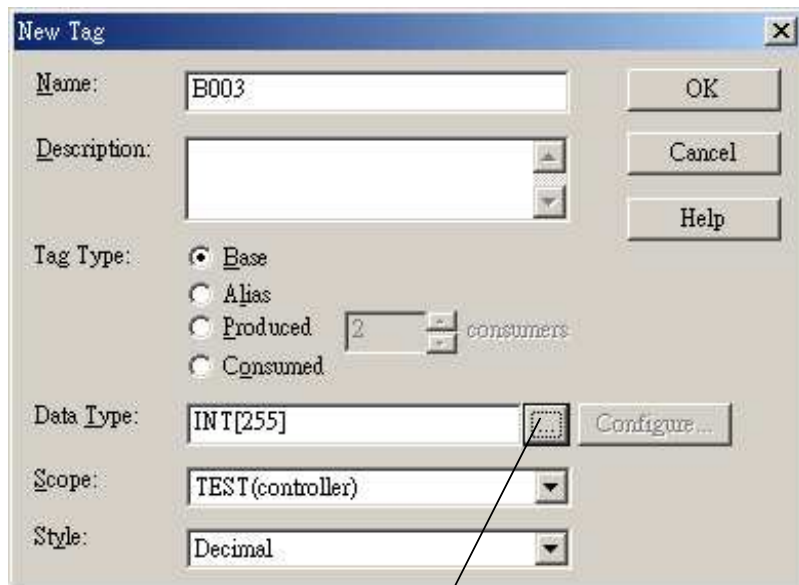 New Tag
Name: B003 OK
Description: Cancel
Help
Tag Type: Base
Alias
Produced 2 consumers
Consumed
Data Type: INT[255] ... Configure...
Scope: TEST(controller)
Style: Decimal